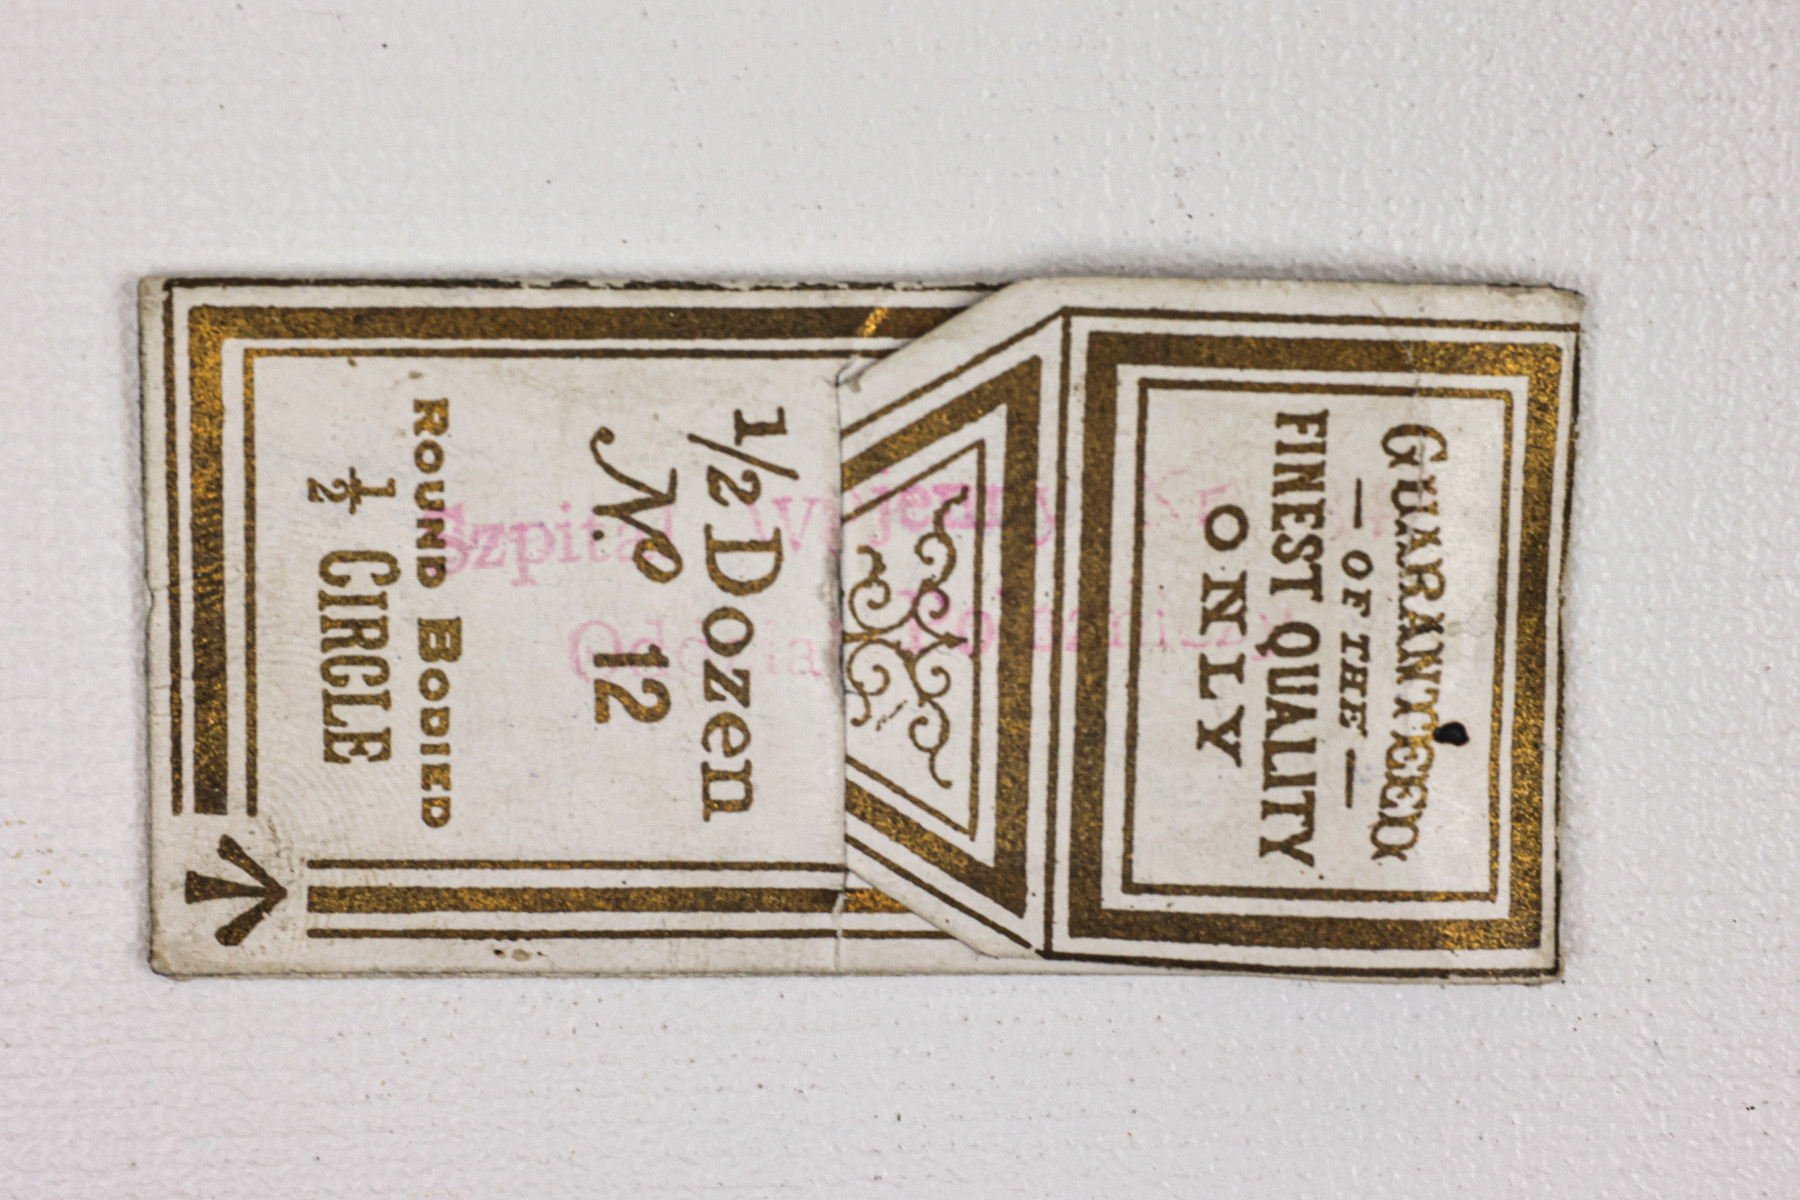 GUARANTEED
— OF THE —
FINEST QUALITY
ONLY
1/2 Dozen
No 12
ROUND BODIED
1/2 CIRCLE
Szpital Wojenny
Oddział